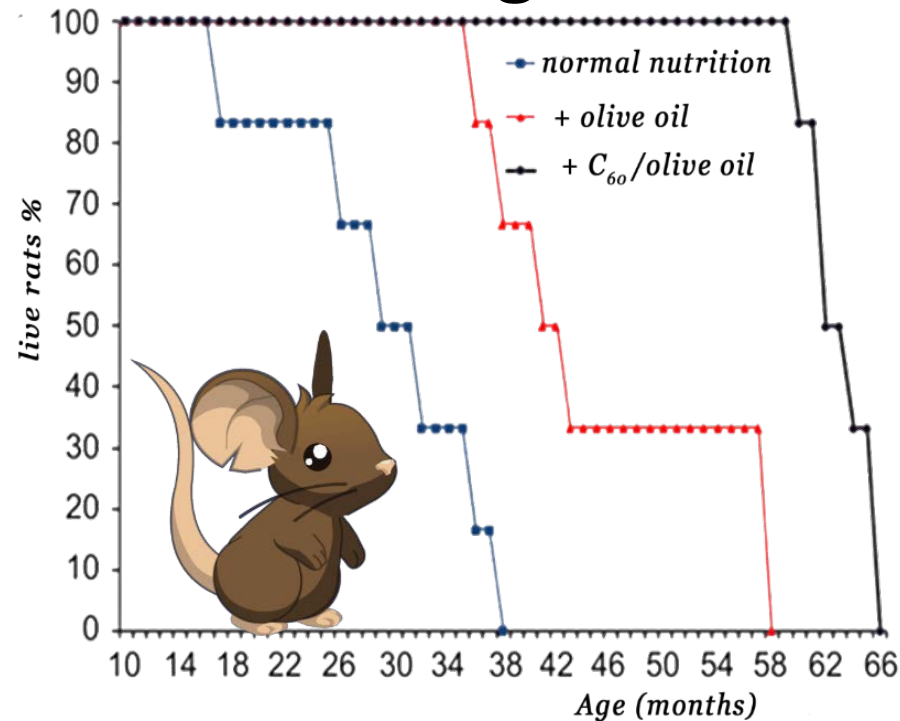 100
90
80
70
60
50
40
30
20
10
0
live rats %
normal nutrition
+ olive oil
+ C₆₀/olive oil
10 14 18 22 26 30 34 38 42 46 50 54 58 62 66
Age (months)